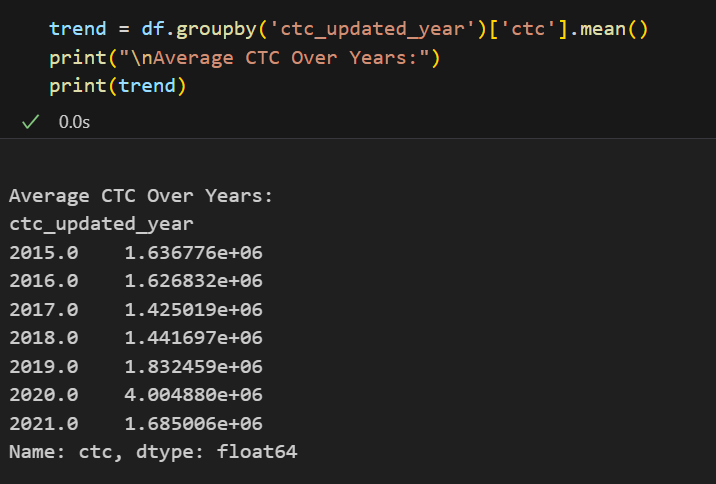 trend = df.groupby('ctc_updated_year')['ctc'].mean()
print("\nAverage CTC Over Years:")
print(trend)
0.0s
Average CTC Over Years:
ctc_updated_year
2015.0    1.636776e+06
2016.0    1.626832e+06
2017.0    1.425019e+06
2018.0    1.441697e+06
2019.0    1.832459e+06
2020.0    4.004880e+06
2021.0    1.685006e+06
Name: ctc, dtype: float64